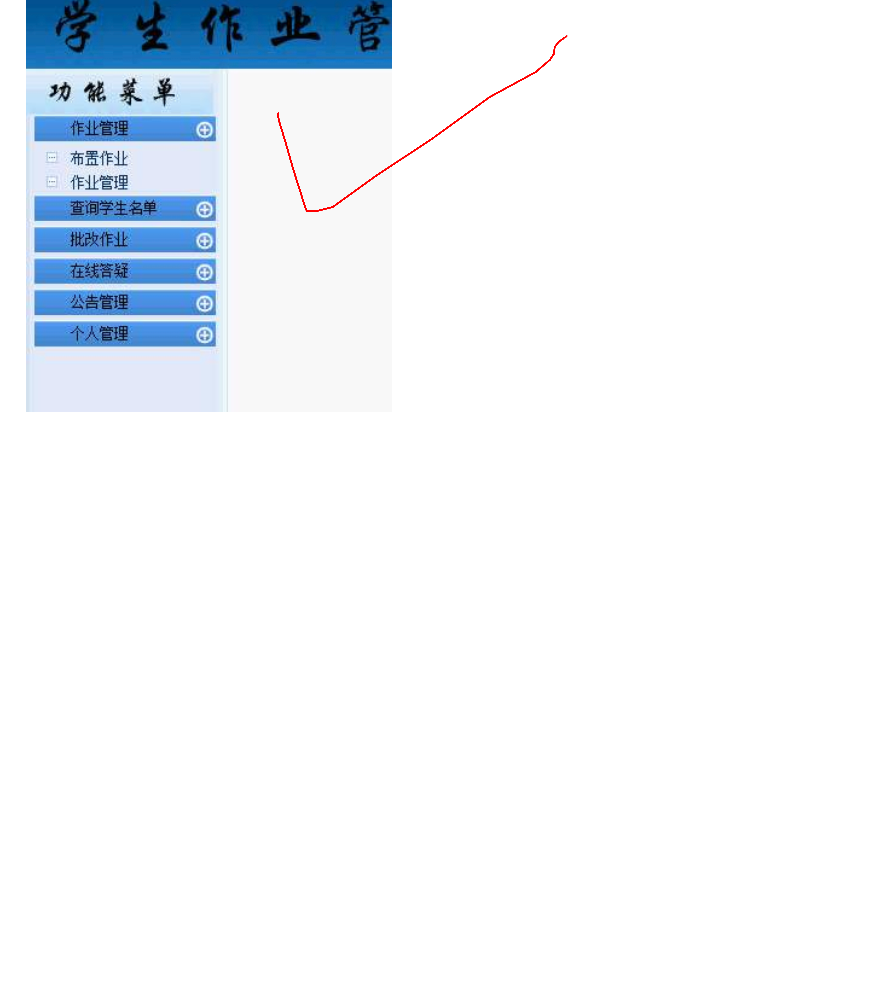 学生作业管
功能菜单
作业管理
布置作业
作业管理
查询学生名单
批改作业
在线答疑
公告管理
个人管理